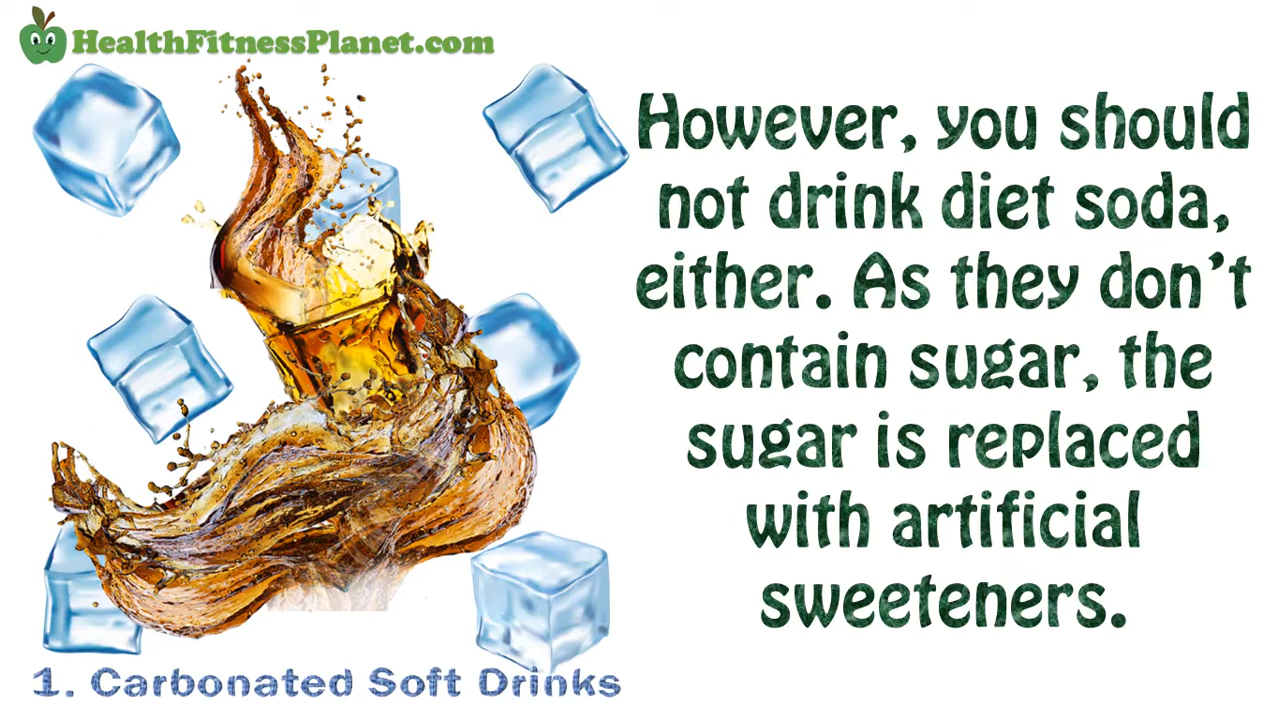 HealthFitnessPlanet.com
However, you should
not drink diet soda,
either. As they don't
contain sugar, the
sugar is replaced
with artificial
sweeteners.
1. Carbonated Soft Drinks